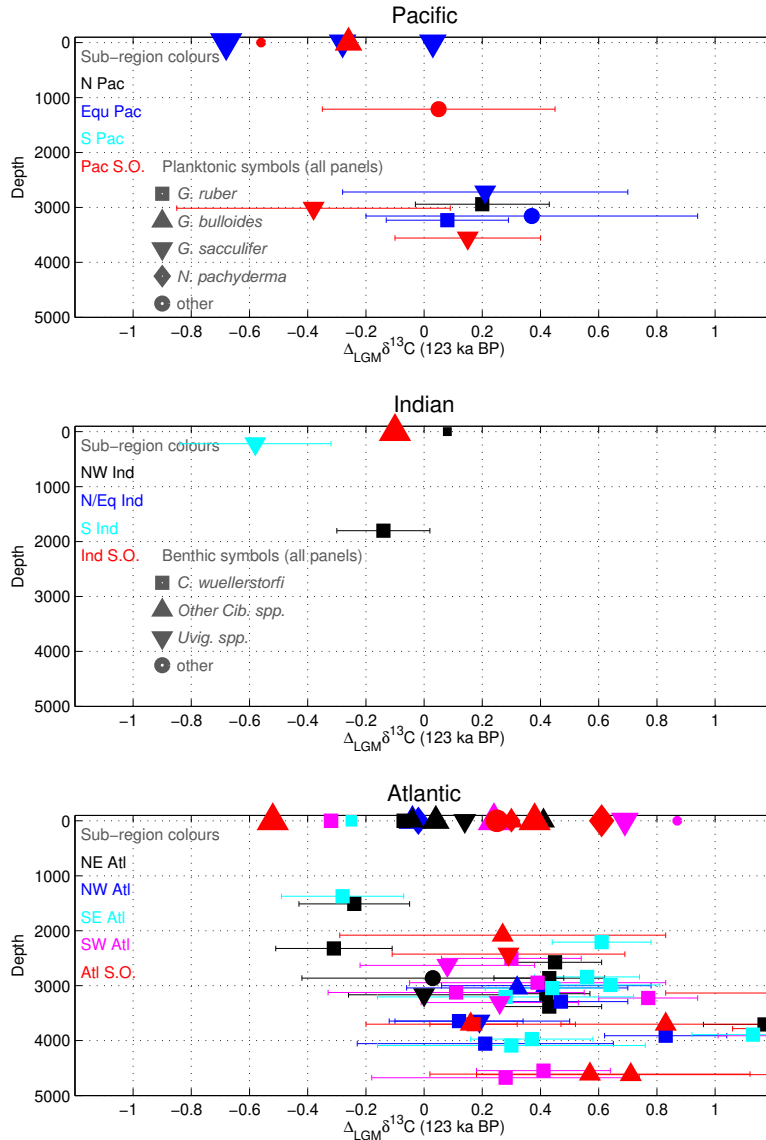 Pacific
0
Sub−region colours
N Pac
1000
Equ Pac
S Pac
2000
Pac S.O.
Planktonic symbols (all panels)
G. ruber
3000
G. bulloides
G. sacculifer
4000
N. pachyderma
other
5000
Depth
−1 −0.8 −0.6 −0.4 −0.2 0 0.2 0.4 0.6 0.8 1
Δ_LGM δ¹³C (123 ka BP)
Indian
0
Sub−region colours
NW Ind
1000
N/Eq Ind
S Ind
2000
Ind S.O.
Benthic symbols (all panels)
C. wuellerstorfi
3000
Other Cib. spp.
Uvig. spp.
4000
other
5000
Depth
−1 −0.8 −0.6 −0.4 −0.2 0 0.2 0.4 0.6 0.8 1
Δ_LGM δ¹³C (123 ka BP)
Atlantic
0
Sub−region colours
NE Atl
1000
NW Atl
SE Atl
2000
SW Atl
Atl S.O.
3000
4000
5000
Depth
−1 −0.8 −0.6 −0.4 −0.2 0 0.2 0.4 0.6 0.8 1
Δ_LGM δ¹³C (123 ka BP)